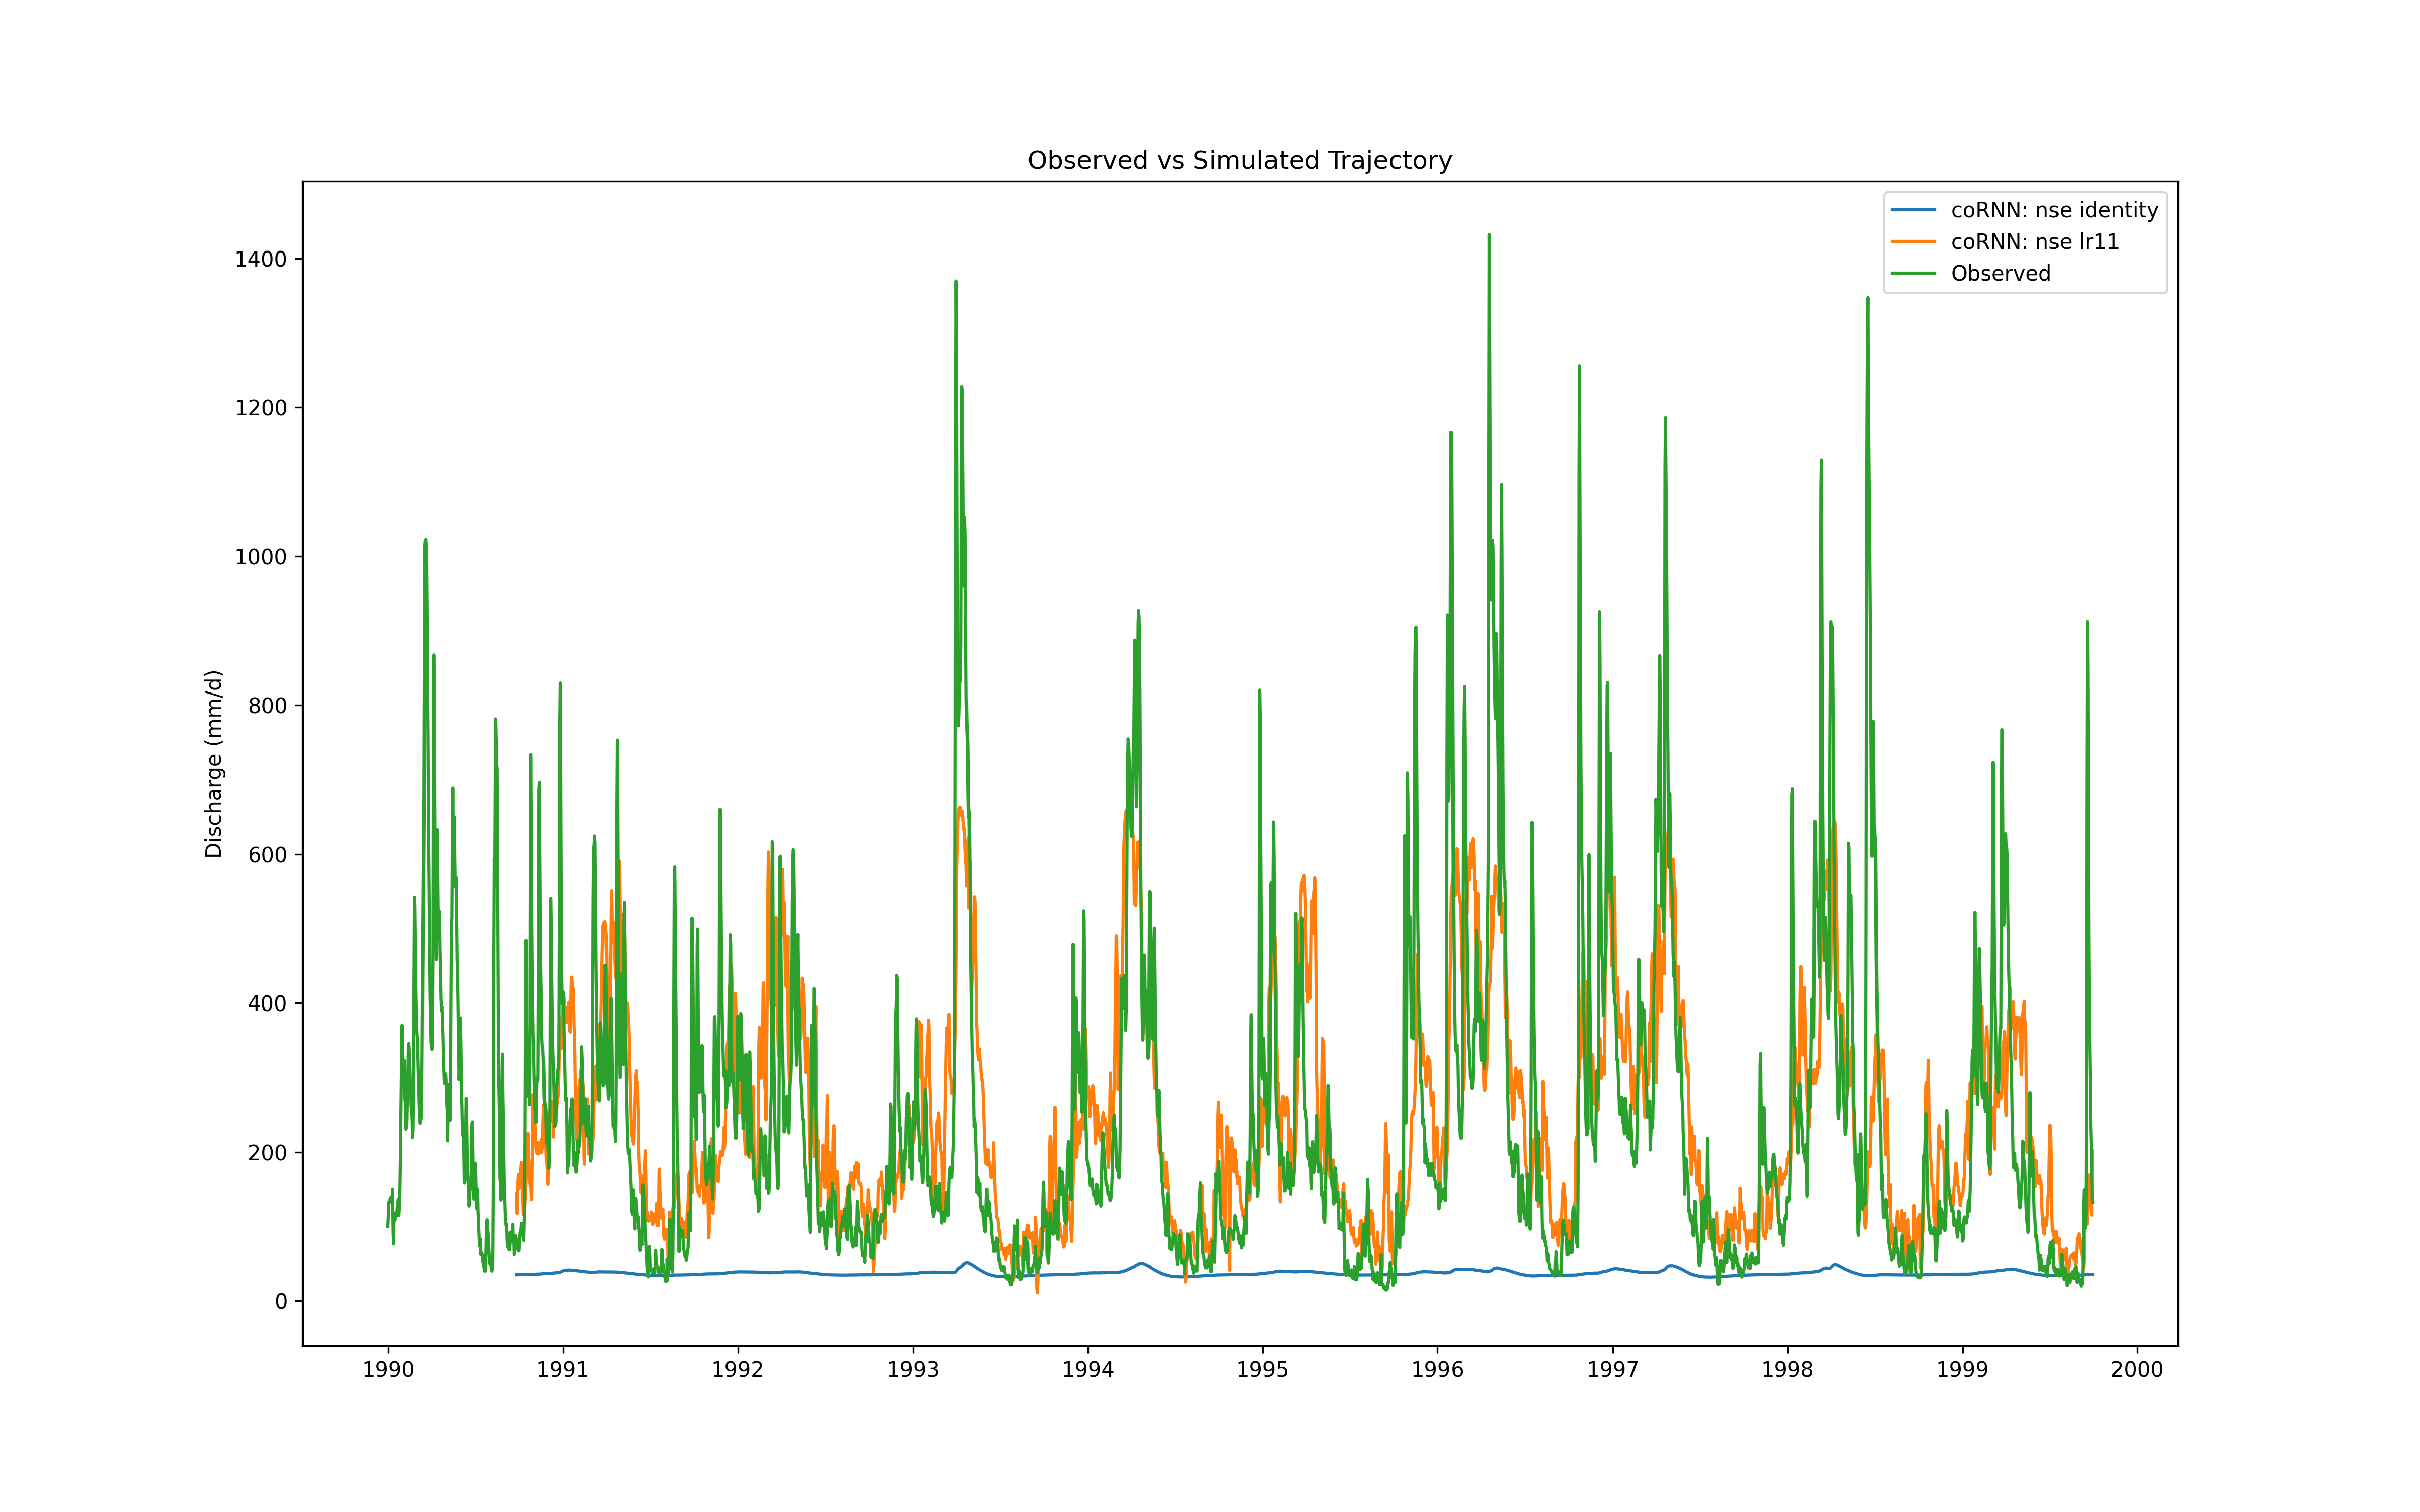 Observed vs Simulated Trajectory
coRNN: nse identity
coRNN: nse lr11
Observed
1400
1200
1000
800
600
400
200
0
Discharge (mm/d)
1990 1991 1992 1993 1994 1995 1996 1997 1998 1999 2000